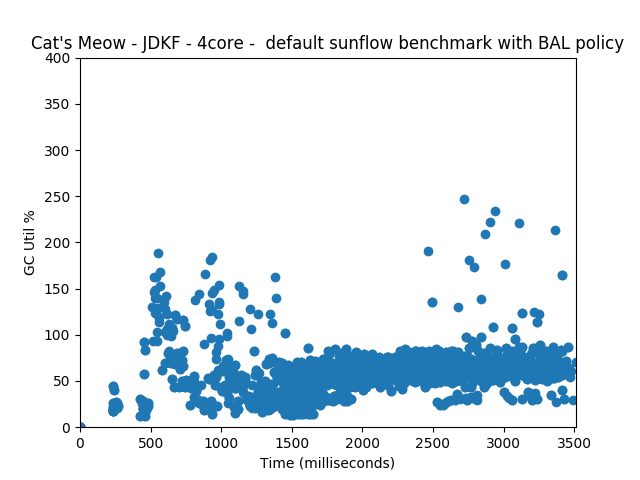 Cat's Meow - JDKF - 4core -  default sunflow benchmark with BAL policy
400
350
300
250
200
150
100
50
0
GC Util %
0 500 1000 1500 2000 2500 3000 3500
Time (milliseconds)